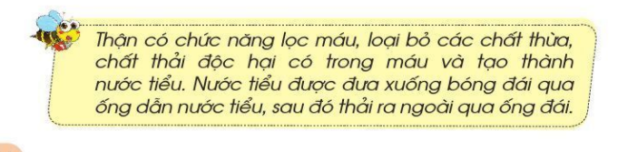 Thận có chức năng lọc máu, loại bỏ các chất thừa,
chất thải độc hại có trong máu và tạo thành
nước tiểu. Nước tiểu được đưa xuống bóng đái qua
ống dẫn nước tiểu, sau đó thải ra ngoài qua ống đái.